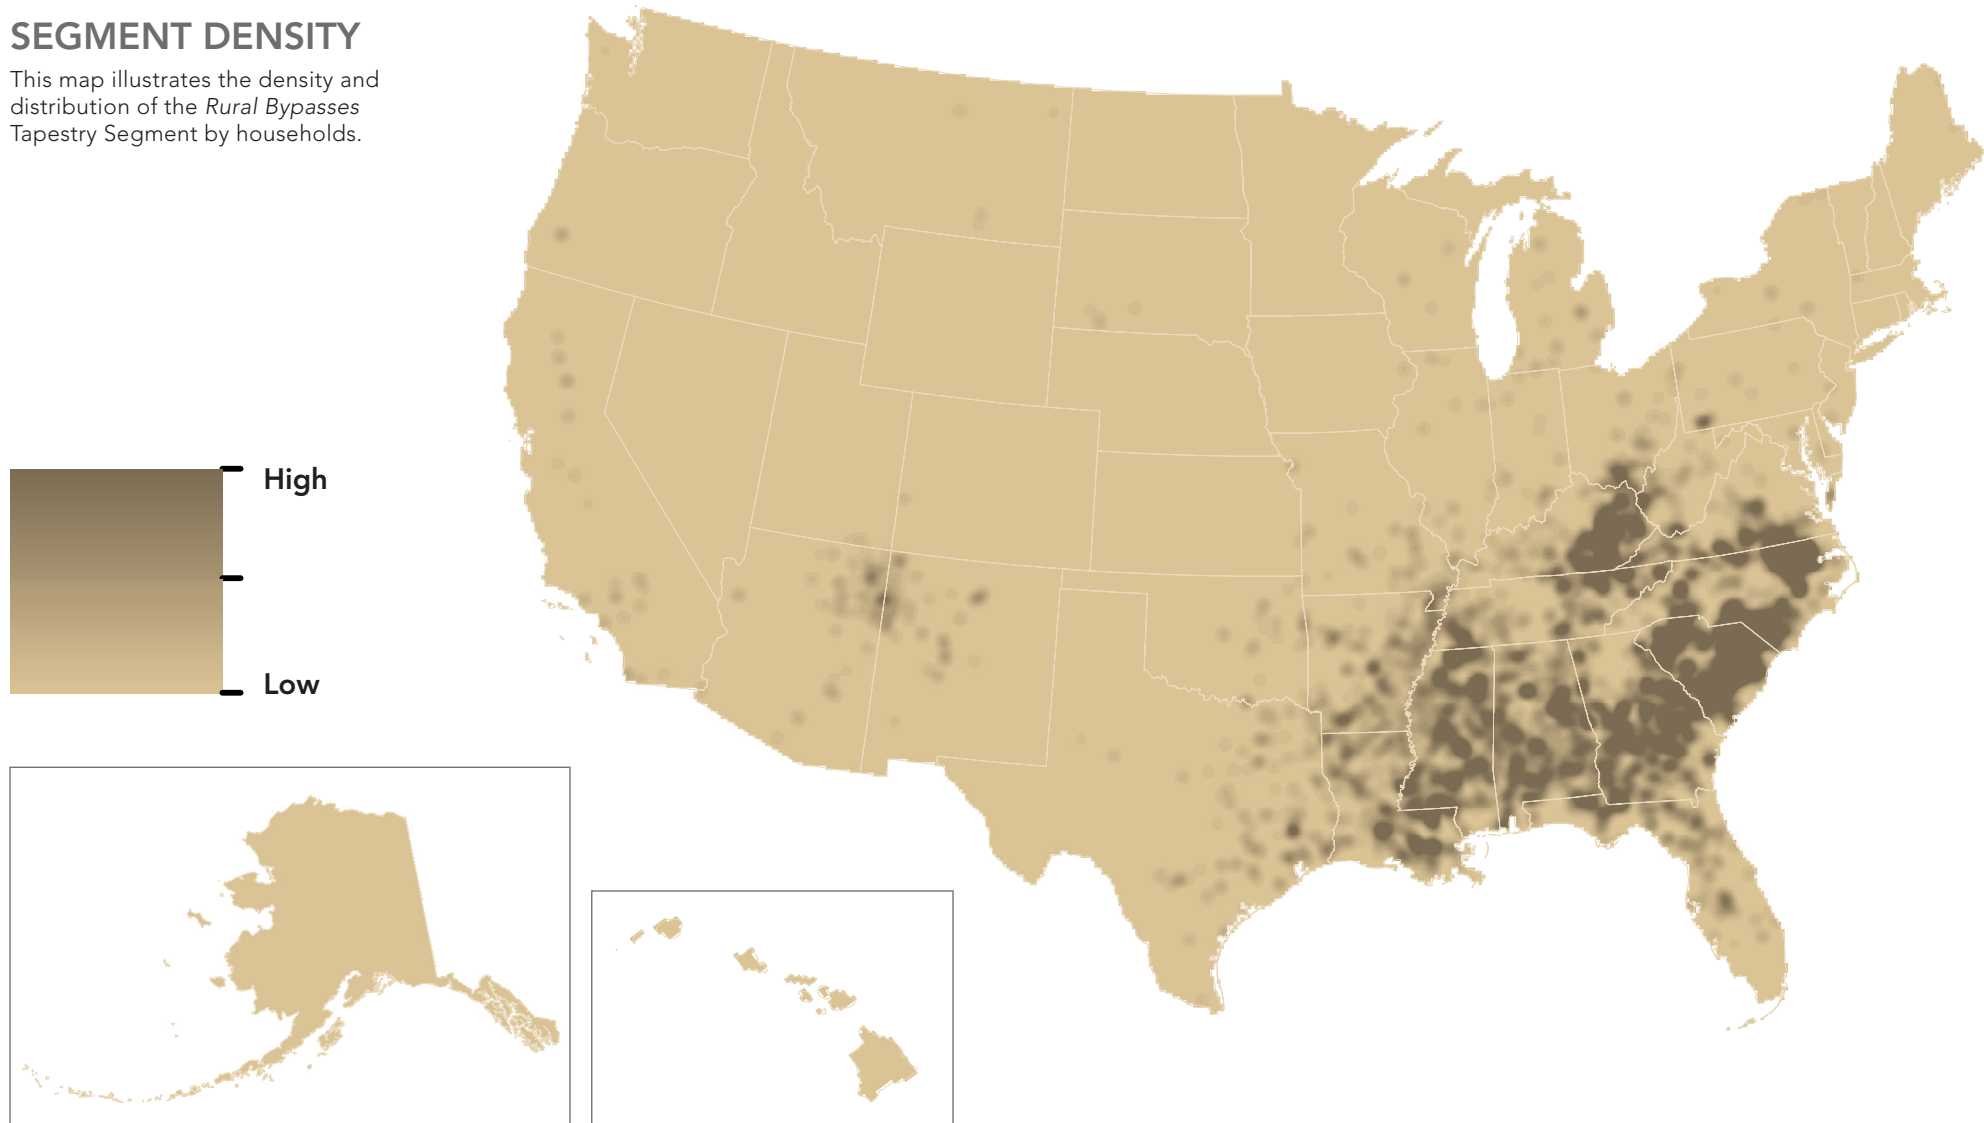 SEGMENT DENSITY
This map illustrates the density and
distribution of the Rural Bypasses
Tapestry Segment by households.
High
Low